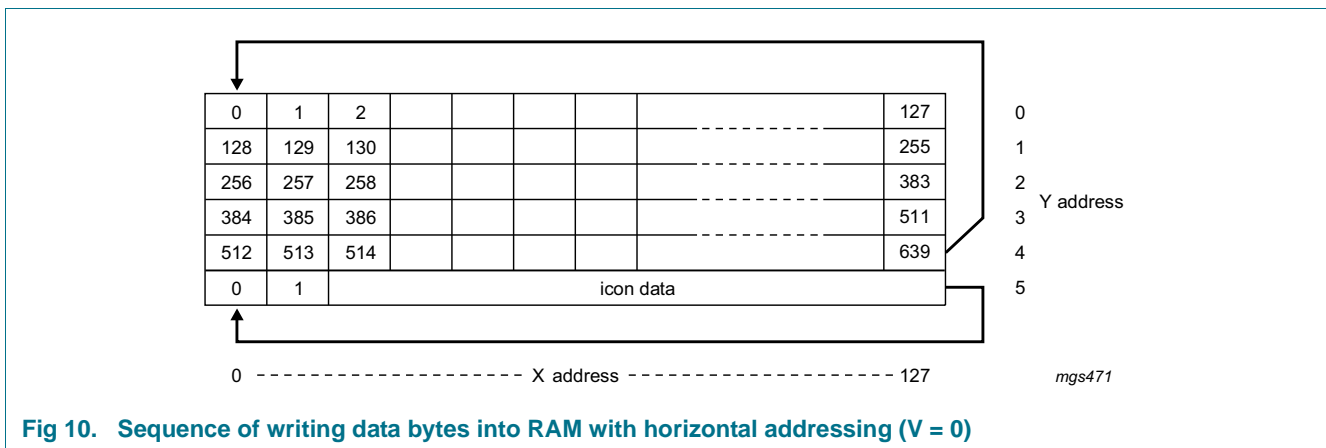 0 1 2 127 0
128 129 130 255 1
256 257 258 383 2
Y address
384 385 386 511 3
512 513 514 639 4
0 1 icon data 5
0 X address 127 mgs471
Fig 10. Sequence of writing data bytes into RAM with horizontal addressing (V = 0)